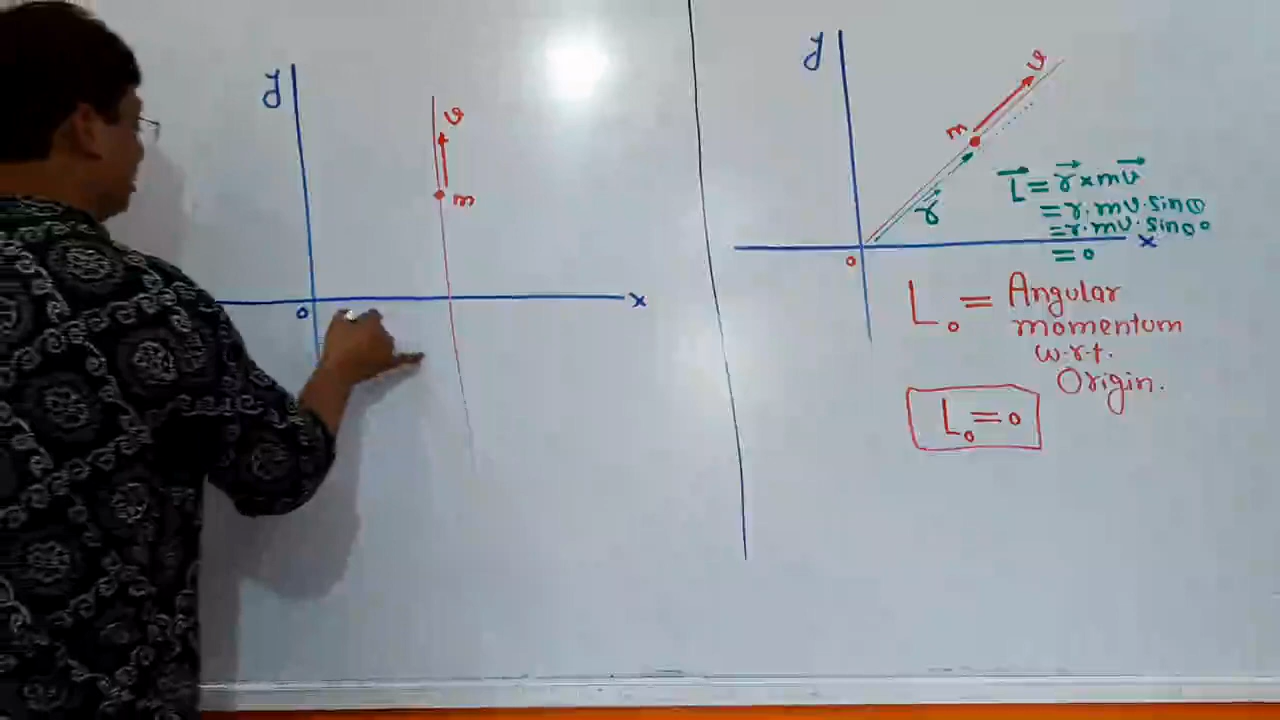 y
v
m
o
x
y
v
m
r
L = r × mv
= r · mv · sinθ
= r · mv · sin0°
= 0
x
o
L₀ = Angular
momentum
w.r.t.
Origin.
L₀ = 0